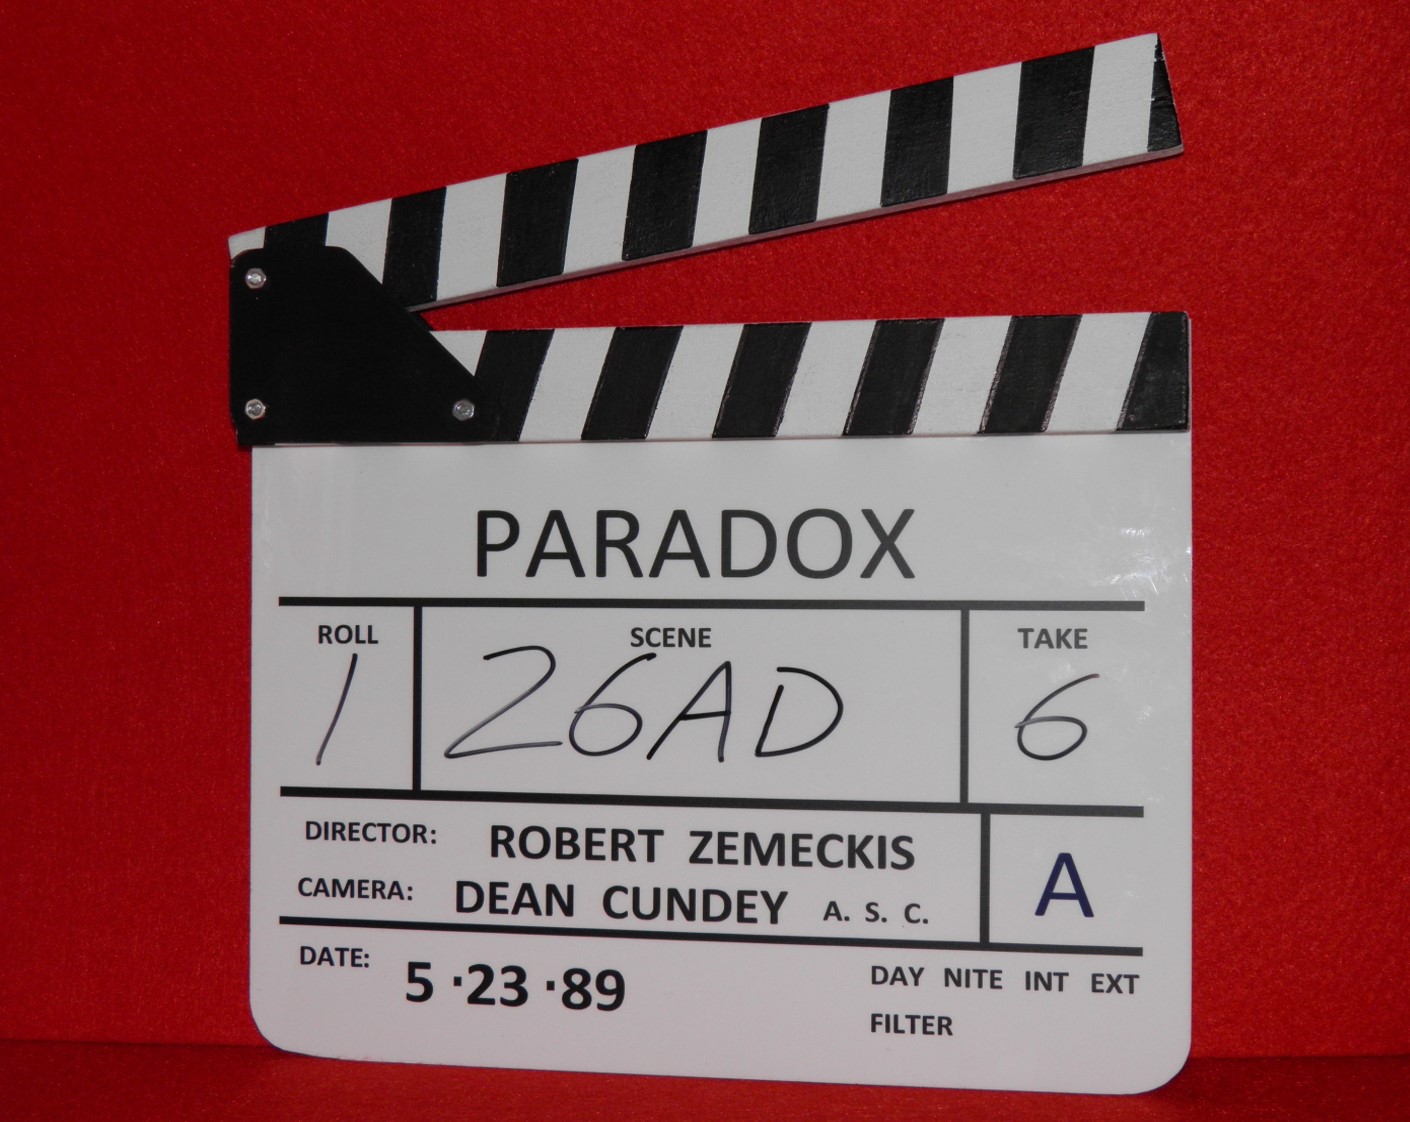 PARADOX
ROLL SCENE TAKE
1 26AD 6
DIRECTOR: ROBERT ZEMECKIS
CAMERA: DEAN CUNDEY A. S. C.
A
DATE: 5·23·89
DAY NITE INT EXT
FILTER